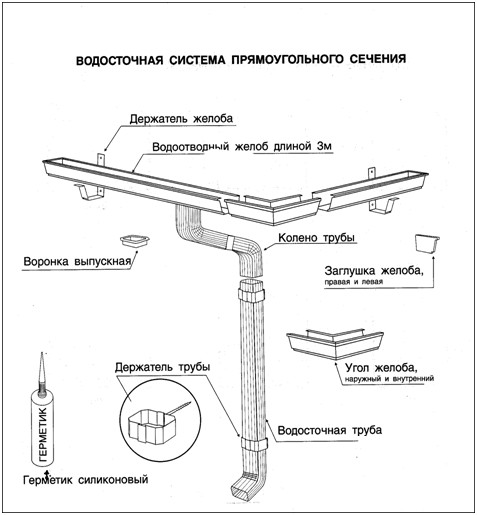 ВОДОСТОЧНАЯ СИСТЕМА ПРЯМОУГОЛЬНОГО СЕЧЕНИЯ
Держатель желоба
Водоотводный желоб длиной 3м
Колено трубы
Воронка выпускная
Заглушка желоба,
правая и левая
Держатель трубы
Угол желоба,
наружный и внутренний
ГЕРМЕТИК
Водосточная труба
Герметик силиконовый